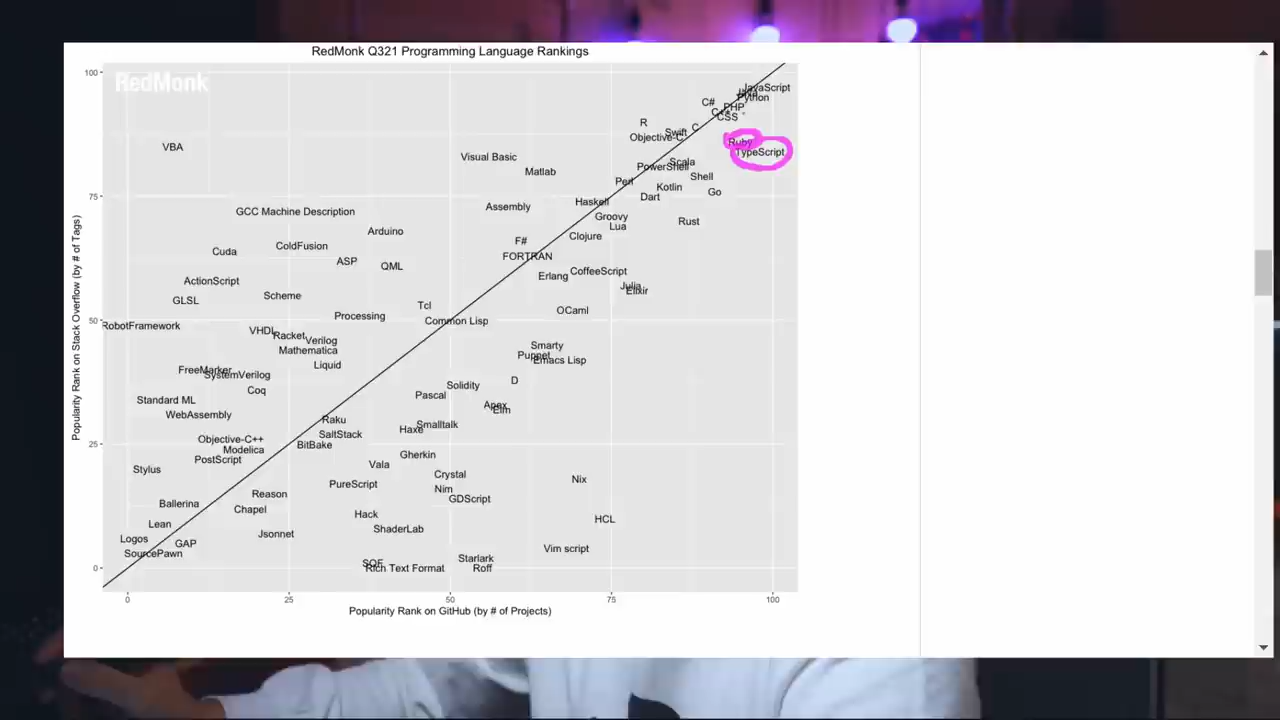 RedMonk Q321 Programming Language Rankings
RedMonk
100
JavaScript
Python
C#
PHP
C++
CSS
R
C
Swift
Objective-C
Ruby
VBA
TypeScript
Visual Basic
Scala
PowerShell
Matlab
Shell
Perl
Kotlin
Go
75
Dart
Haskell
Assembly
GCC Machine Description
Groovy
Rust
Lua
Arduino
Clojure
F#
ColdFusion
Cuda
FORTRAN
ASP
QML
CoffeeScript
Erlang
ActionScript
Julia
Elixir
Scheme
GLSL
Tcl
OCaml
Processing
50
Common Lisp
RobotFramework
VHDL
Racket
Verilog
Smarty
Mathematica
Puppet
Emacs Lisp
Liquid
FreeMarker
SystemVerilog
D
Solidity
Coq
Pascal
Standard ML
Apex
Elm
WebAssembly
Raku
Smalltalk
Haxe
SaltStack
Objective-C++
25
BitBake
Modelica
Gherkin
PostScript
Vala
Stylus
Crystal
Nix
PureScript
Nim
Reason
GDScript
Ballerina
Chapel
Hack
HCL
Lean
ShaderLab
Jsonnet
Logos
GAP
Vim script
SourcePawn
Starlark
SQF
Rich Text Format
Roff
0
0
25
50
75
100
Popularity Rank on GitHub (by # of Projects)
Popularity Rank on Stack Overflow (by # of Tags)